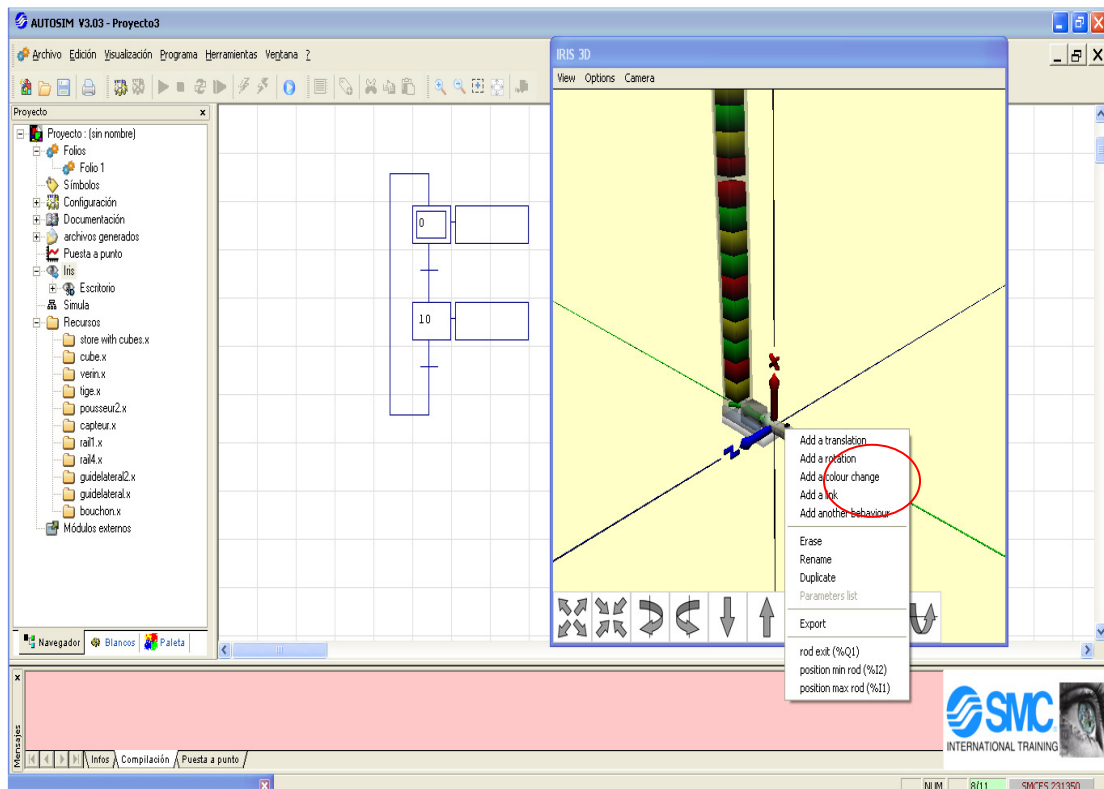 AUTOSIM V3.03 - Proyecto3
Archivo Edición Visualización Programa Herramientas Ventana ?
Proyecto
Proyecto : (sin nombre)
Folios
Folio 1
Símbolos
Configuración
Documentación
archivos generados
Puesta a punto
Iris
Escritorio
Simula
Recursos
store with cubes.x
cube.x
verin.x
tige.x
pousseur2.x
capteur.x
rail1.x
rail4.x
guidelateral2.x
guidelateral.x
bouchon.x
Módulos externos
Navegador Blancos Paleta
0
10
IRIS 3D
View Options Camera
X
Z
Add a translation
Add a rotation
Add a colour change
Add a link
Add another behaviour
Erase
Rename
Duplicate
Parameters list
Export
rod exit (%Q1)
position min rod (%I2)
position max rod (%I1)
Mensajes
Infos Compilación Puesta a punto
SMC
INTERNATIONAL TRAINING
NUM 8/11 SMCES 231350